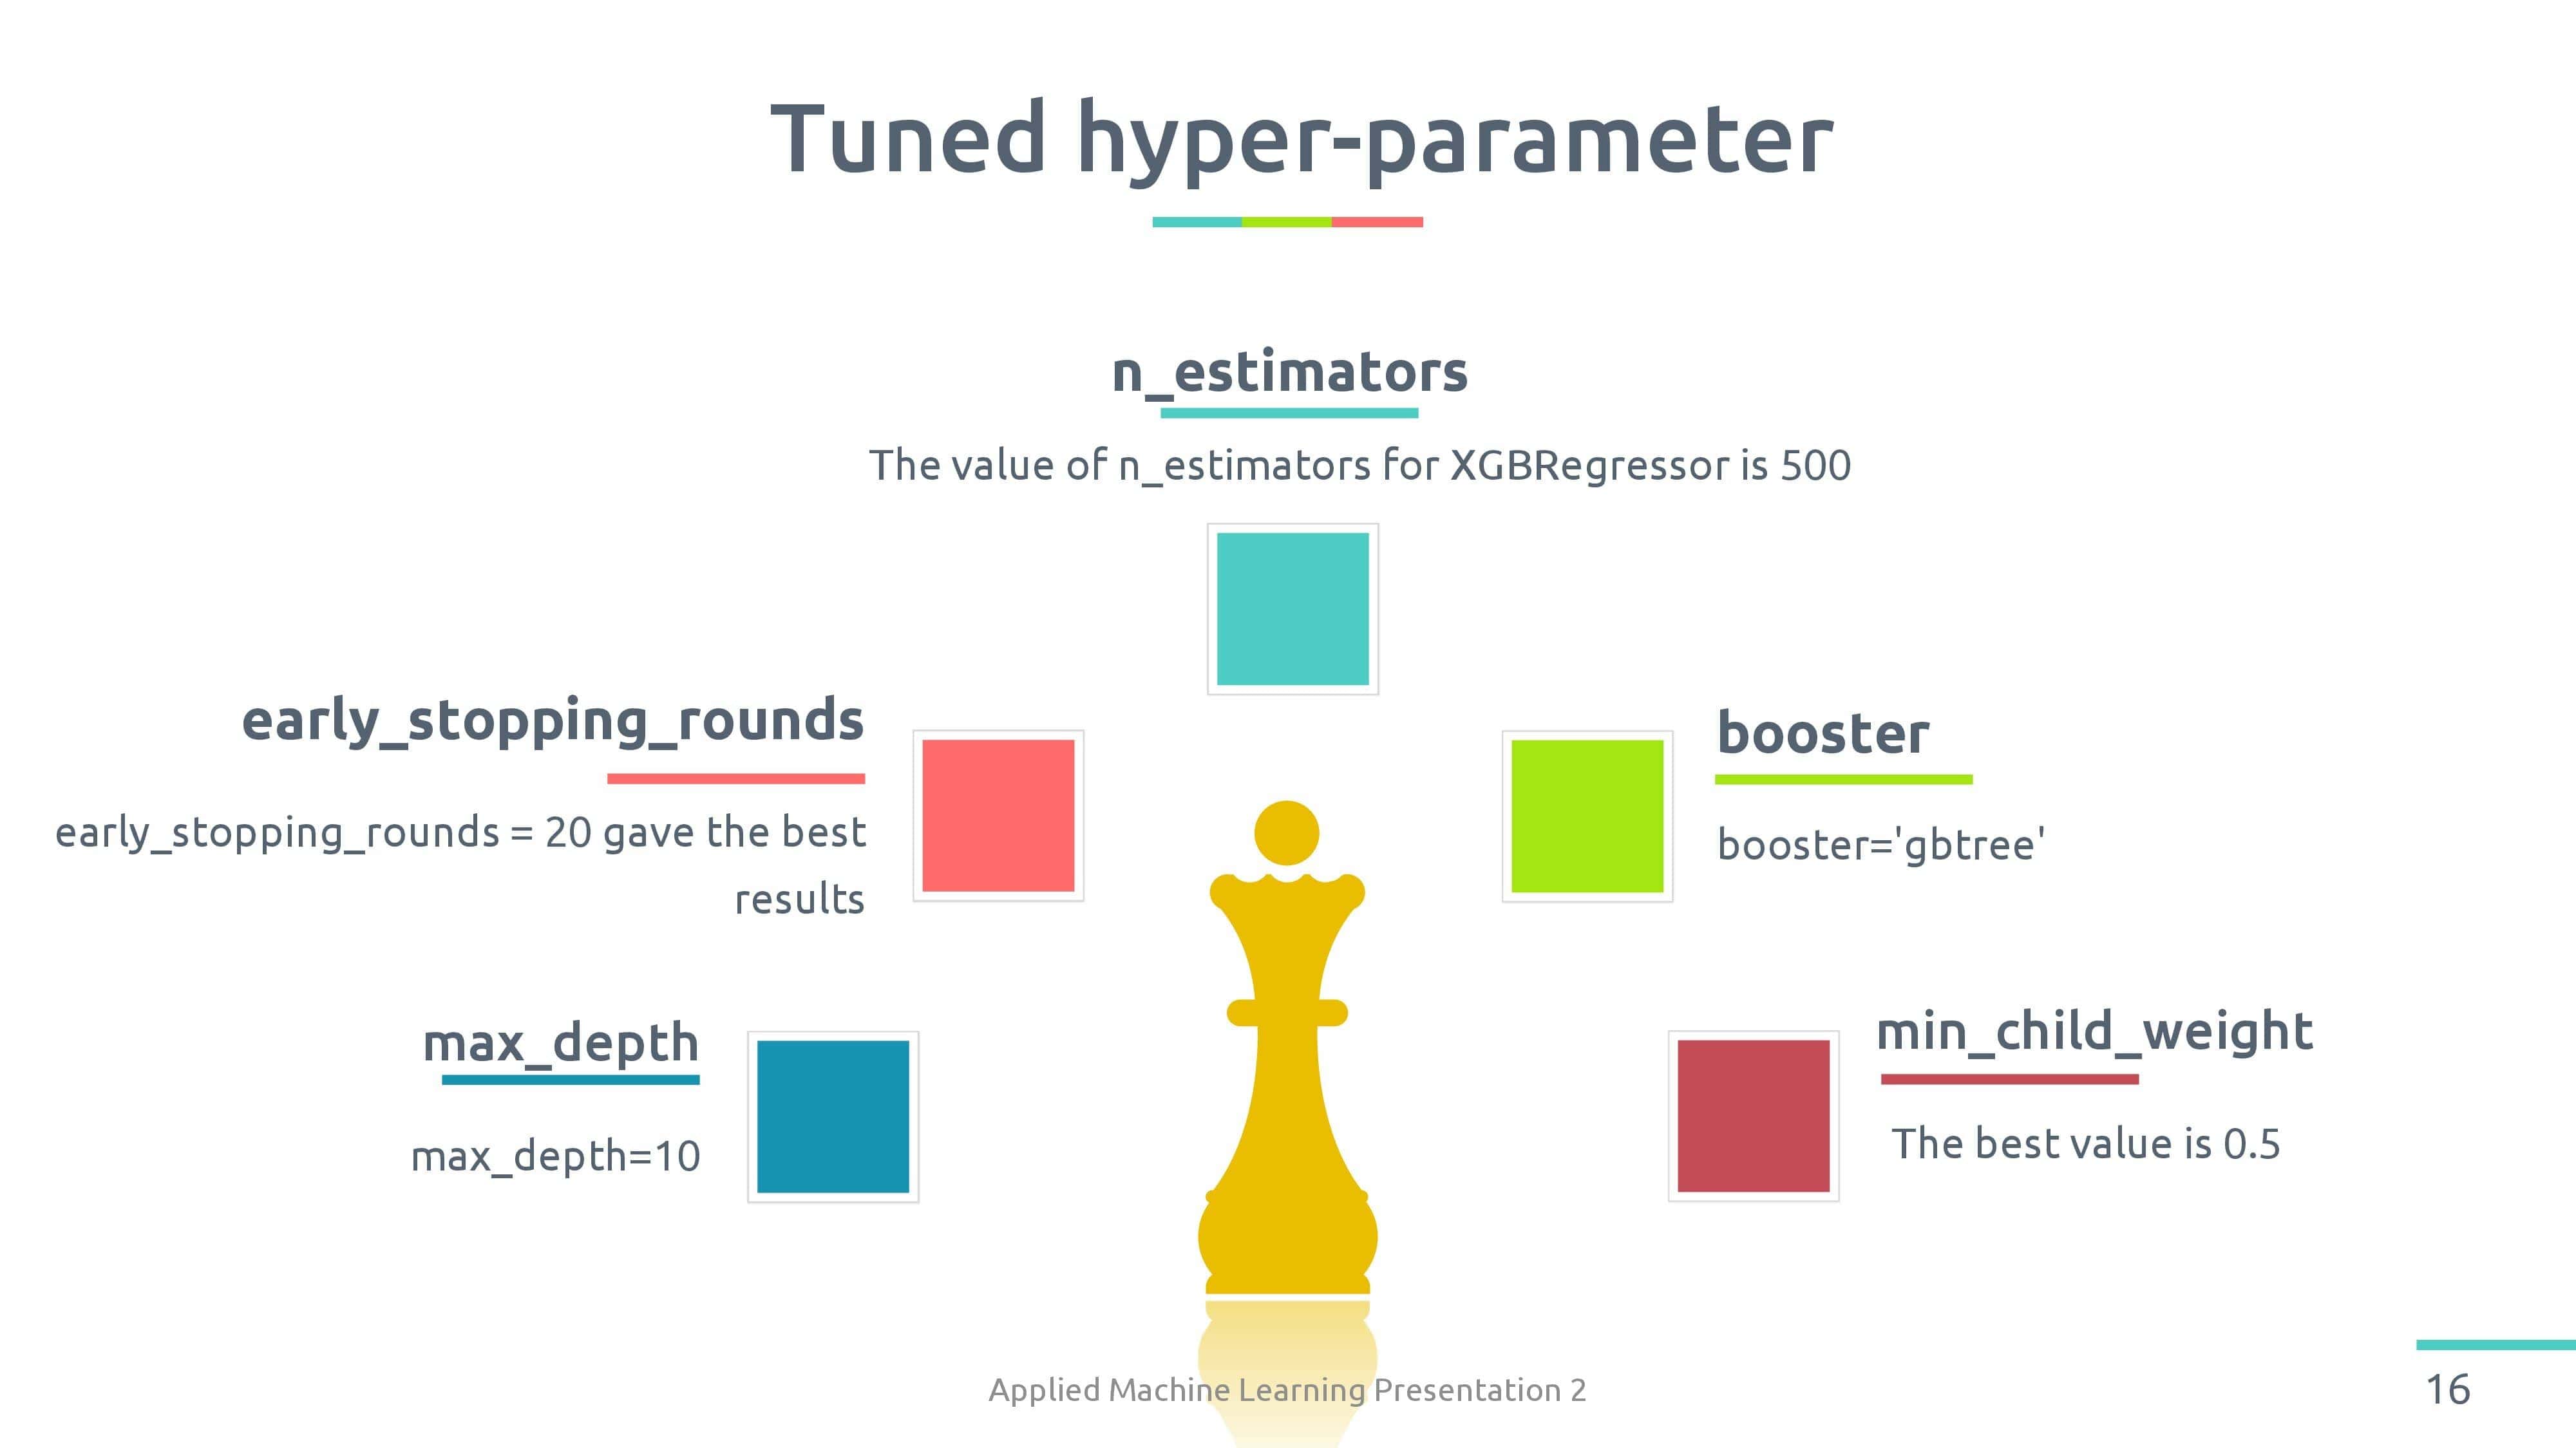 Tuned hyper-parameter
n_estimators
The value of n_estimators for XGBRegressor is 500
early_stopping_rounds
early_stopping_rounds = 20 gave the best
results
booster
booster='gbtree'
max_depth
max_depth=10
min_child_weight
The best value is 0.5
Applied Machine Learning Presentation 2
16